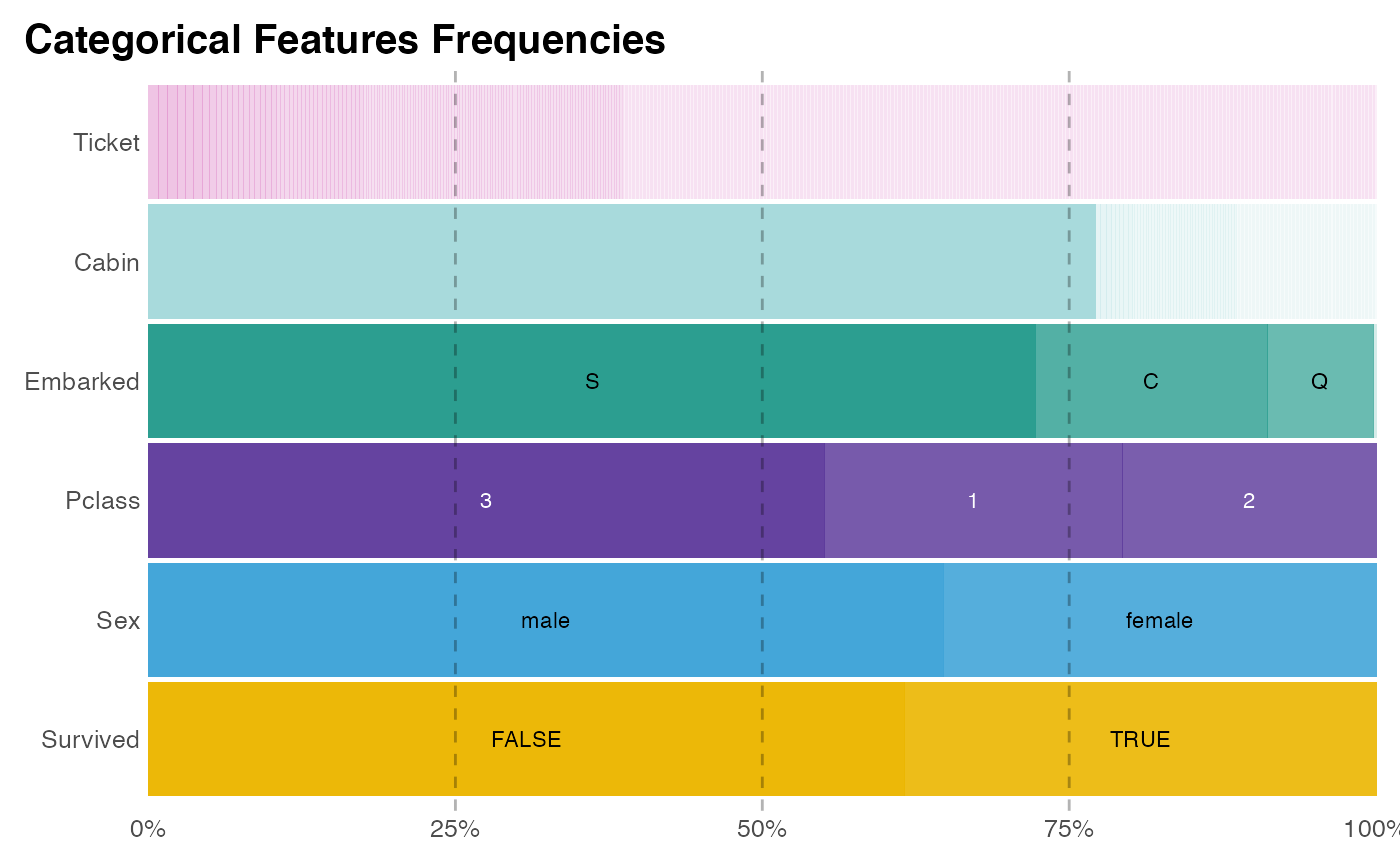 Categorical Features Frequencies
Ticket
Cabin
Embarked S C Q
Pclass 3 1 2
Sex male female
Survived FALSE TRUE
0% 25% 50% 75% 100%